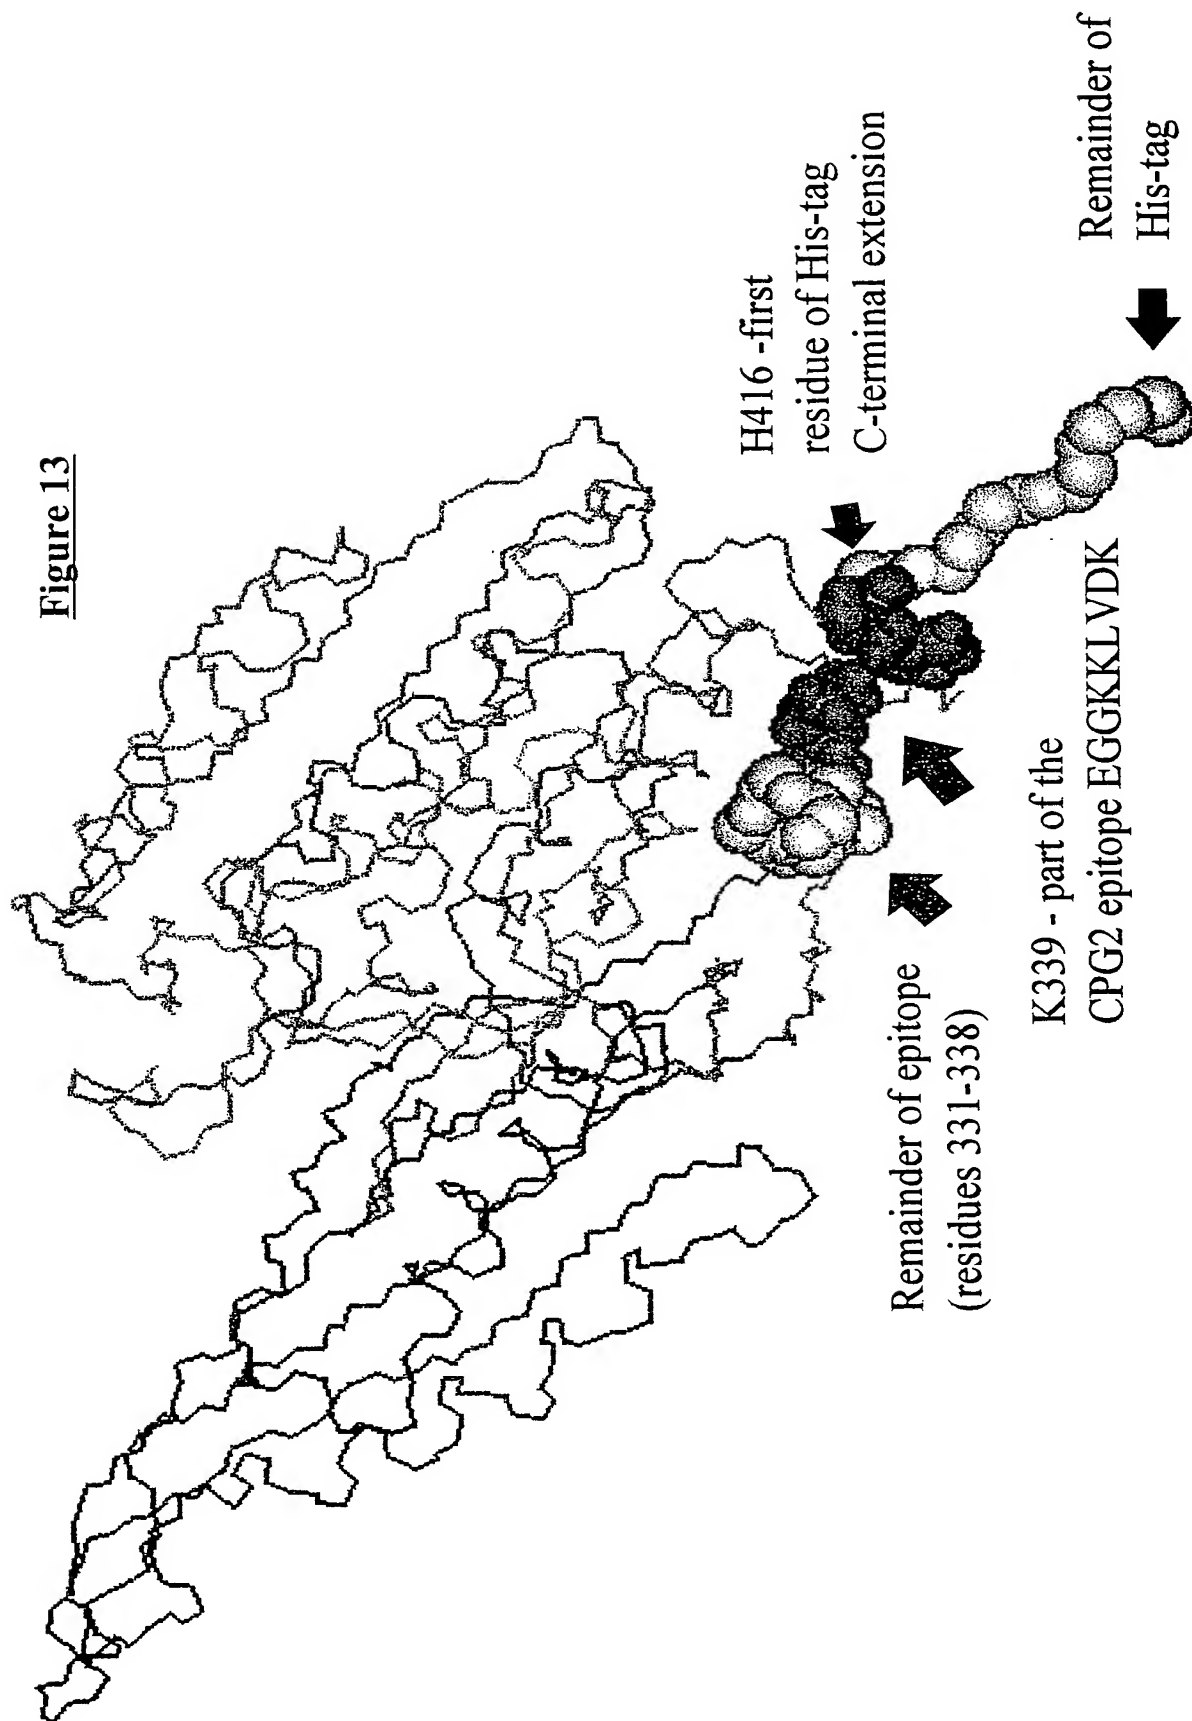 Figure 13
H416 -first
residue of His-tag
C-terminal extension
Remainder of
His-tag
Remainder of epitope
(residues 331-338)
K339 - part of the
CPG2 epitope EGGKKLVDK